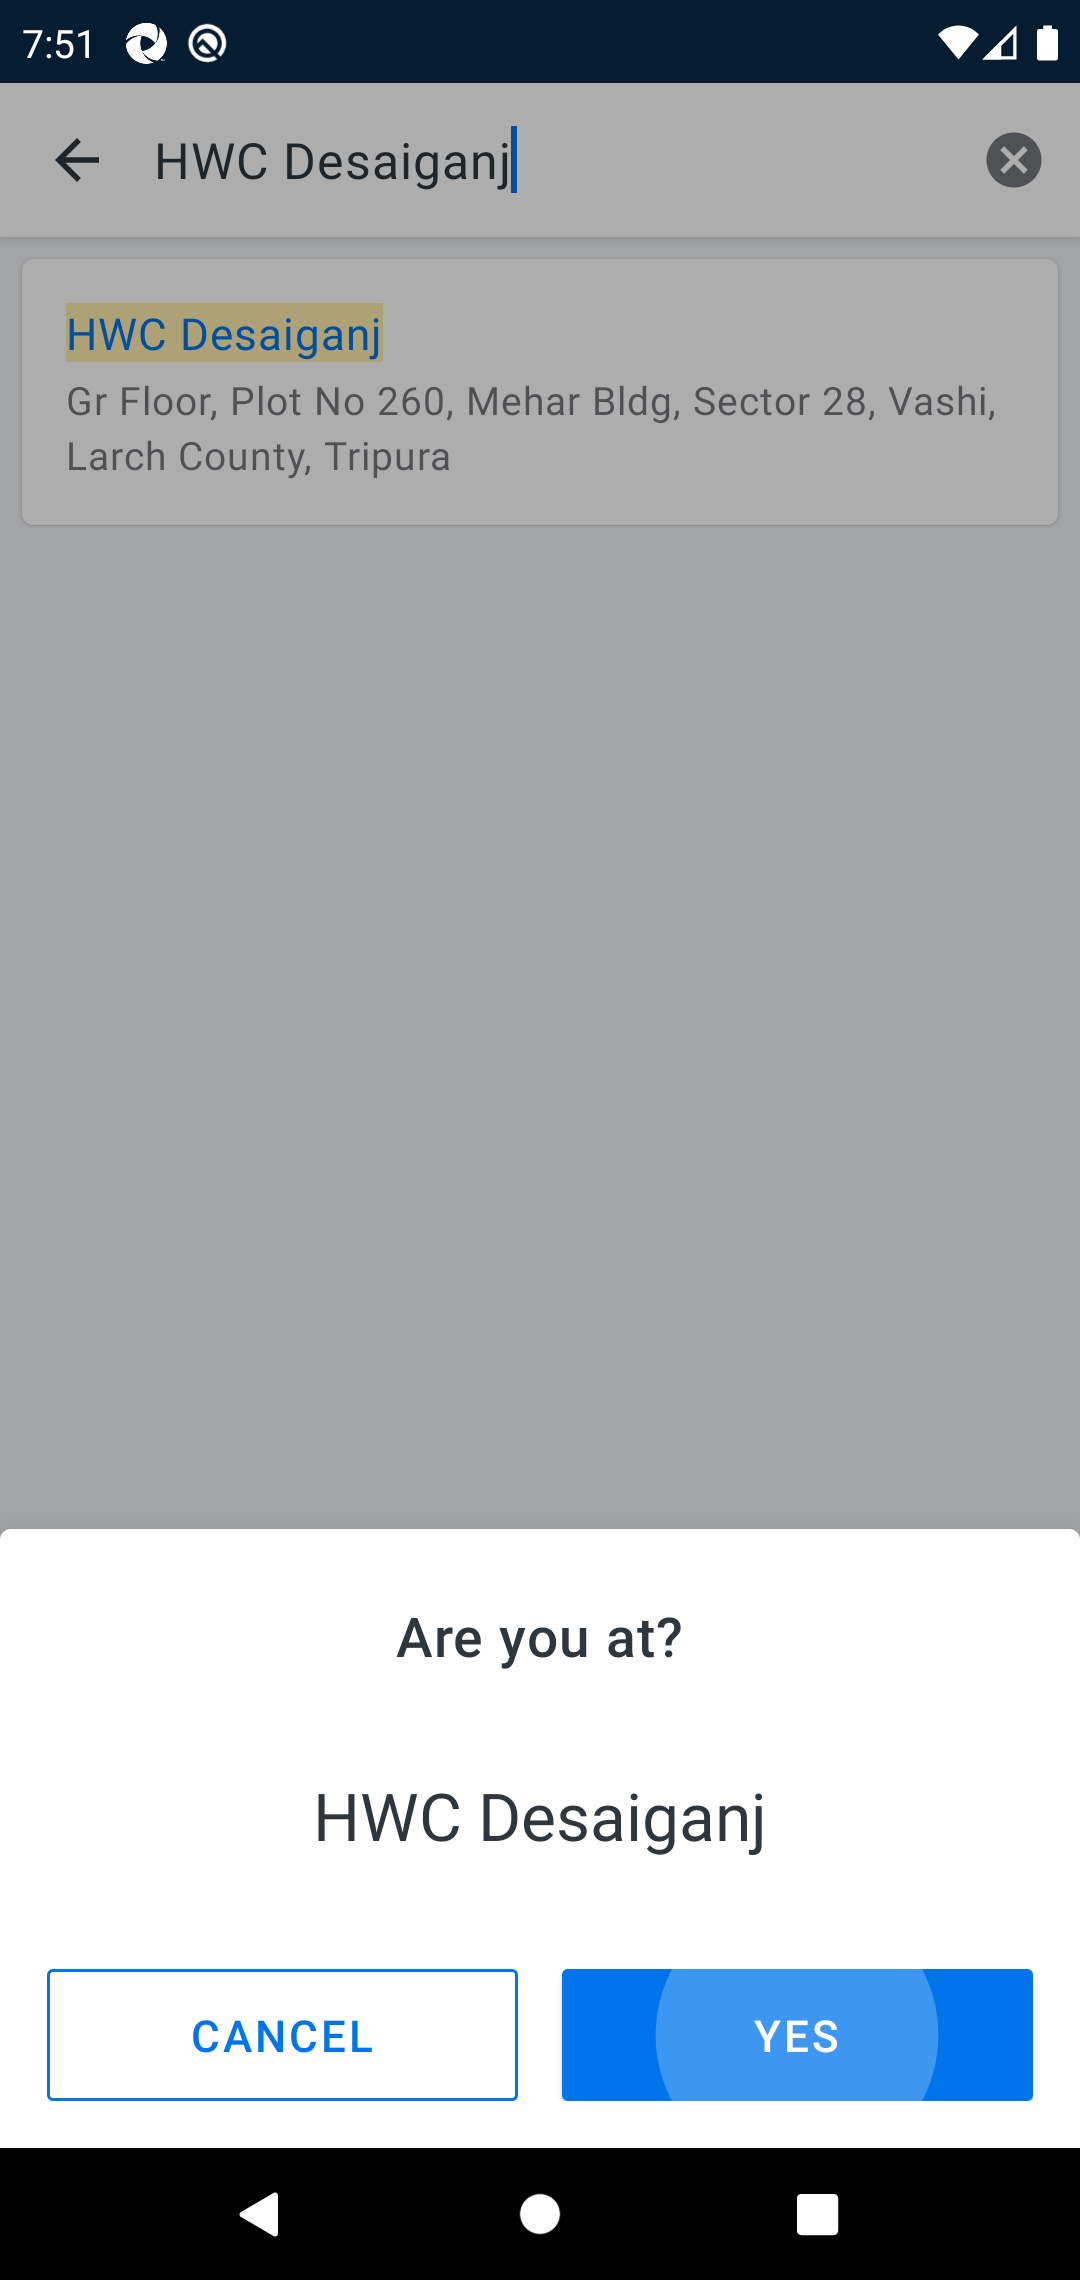 7:51
HWC Desaiganj
HWC Desaiganj
Gr Floor, Plot No 260, Mehar Bldg, Sector 28, Vashi,
Larch County, Tripura
Are you at?
HWC Desaiganj
CANCEL
YES